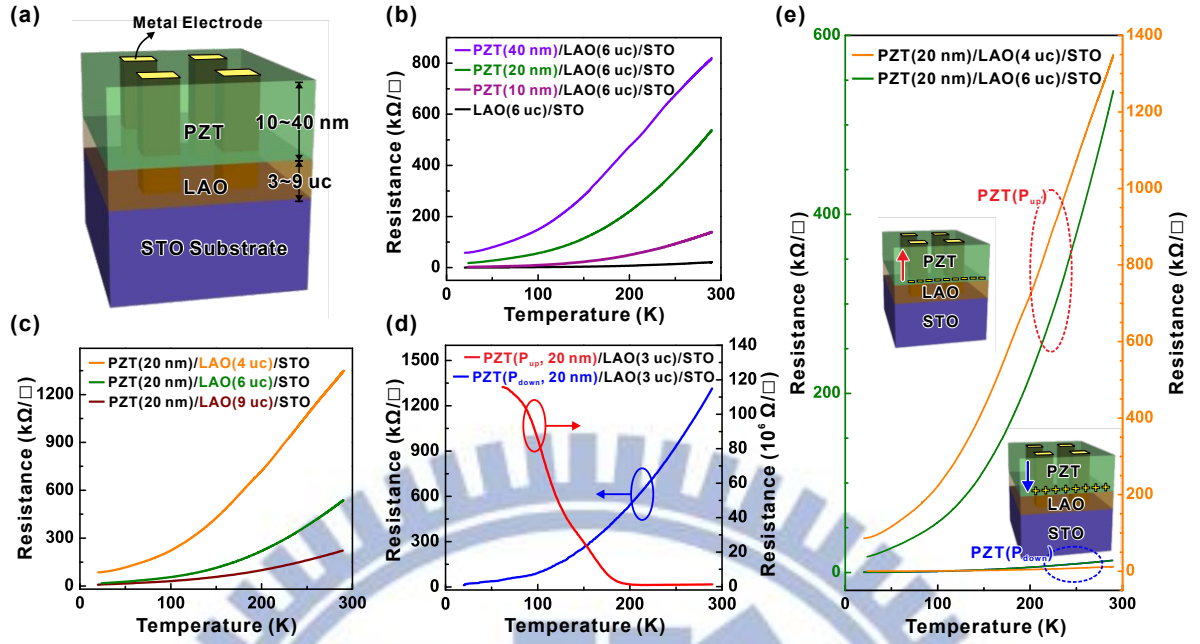 (a)
Metal Electrode
PZT
10~40 nm
LAO
3~9 uc
STO Substrate
(b)
PZT(40 nm)/LAO(6 uc)/STO
PZT(20 nm)/LAO(6 uc)/STO
PZT(10 nm)/LAO(6 uc)/STO
LAO(6 uc)/STO
Resistance (kΩ/□)
800
600
400
200
0
0 100 200 300
Temperature (K)
(c)
PZT(20 nm)/LAO(4 uc)/STO
PZT(20 nm)/LAO(6 uc)/STO
PZT(20 nm)/LAO(9 uc)/STO
Resistance (kΩ/□)
1500
1200
900
600
300
0
0 100 200 300
Temperature (K)
(d)
PZT(Pup, 20 nm)/LAO(3 uc)/STO
PZT(Pdown, 20 nm)/LAO(3 uc)/STO
Resistance (kΩ/□)
1500
1200
900
600
300
0
140
120
100
80
60
40
20
0
Resistance (10⁶ Ω/□)
0 100 200 300
Temperature (K)
(e)
PZT(20 nm)/LAO(4 uc)/STO
PZT(20 nm)/LAO(6 uc)/STO
Resistance (kΩ/□)
600
400
200
0
1400
1200
1000
800
600
400
200
0
Resistance (kΩ/□)
PZT(Pup)
PZT
LAO
STO
PZT
LAO
STO
PZT(Pdown)
0 100 200 300
Temperature (K)